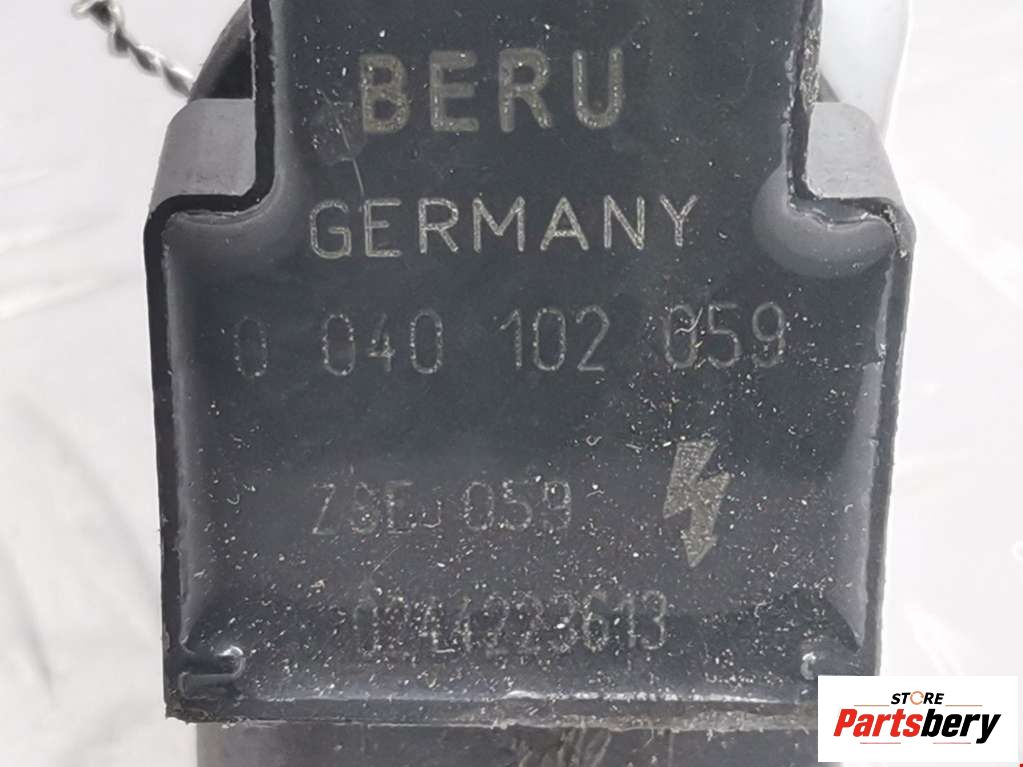 BERU
GERMANY
0 040 102 059
ZSE 059
STORE
Partsbery